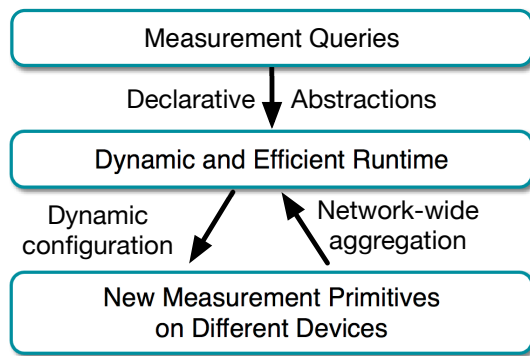 Measurement Queries
Declarative Abstractions
Dynamic and Efficient Runtime
Dynamic
configuration
Network-wide
aggregation
New Measurement Primitives
on Different Devices